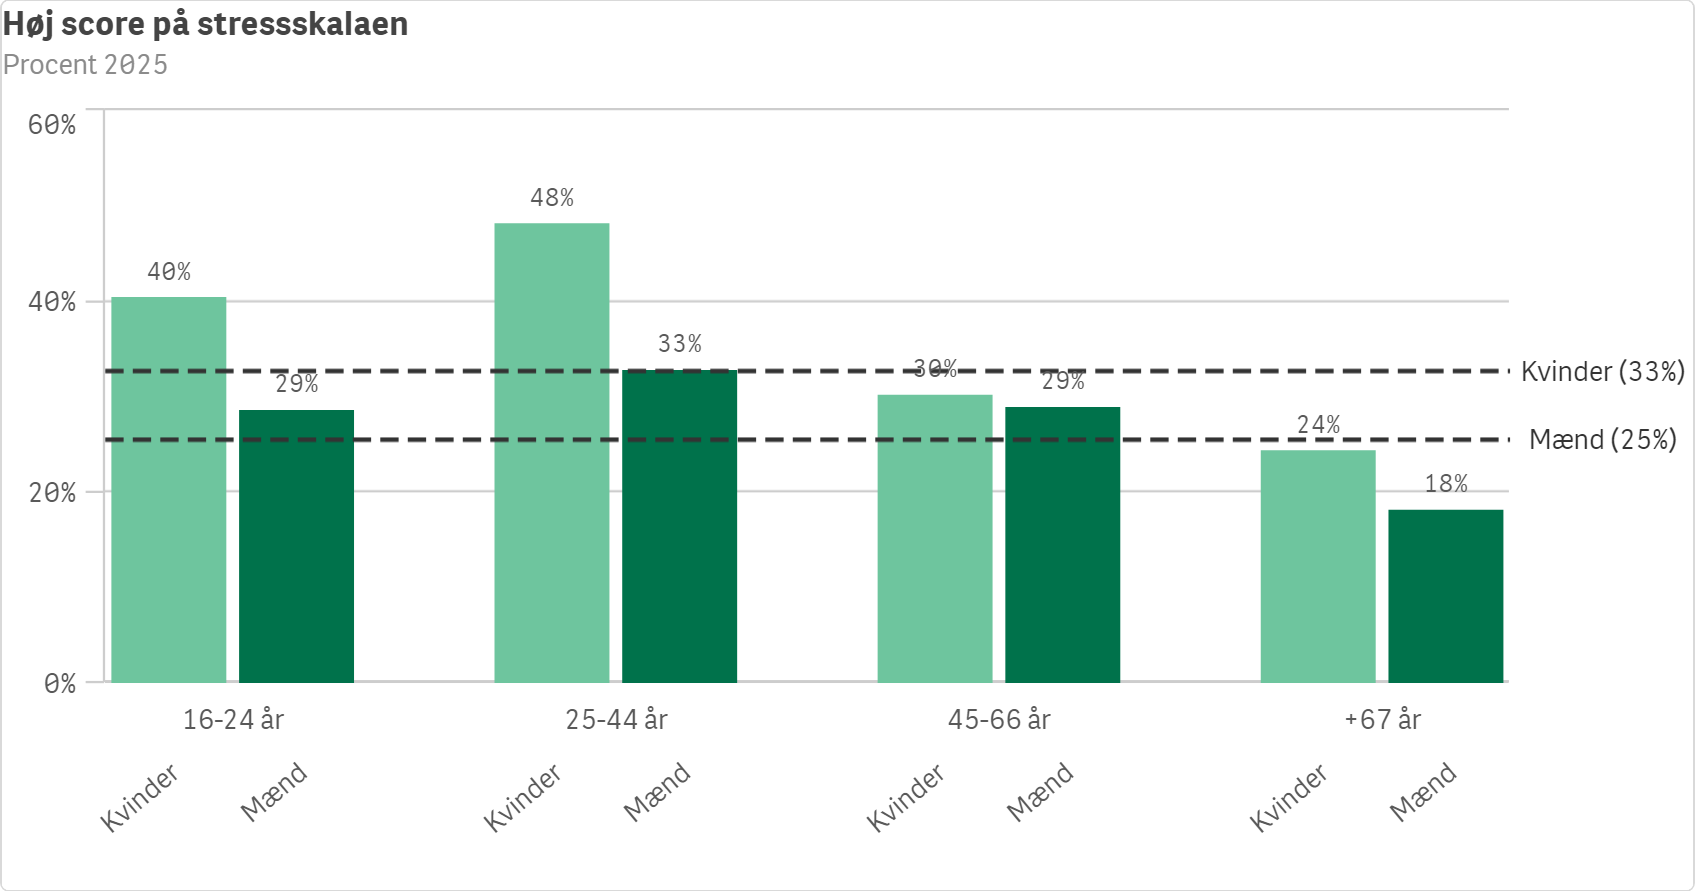 Høj score på stressskalaen
Procent 2025
60%
40%
20%
0%
40%
29%
48%
33%
30%
29%
24%
18%
Kvinder (33%)
Mænd (25%)
16-24 år
25-44 år
45-66 år
+67 år
Kvinder
Mænd
Kvinder
Mænd
Kvinder
Mænd
Kvinder
Mænd